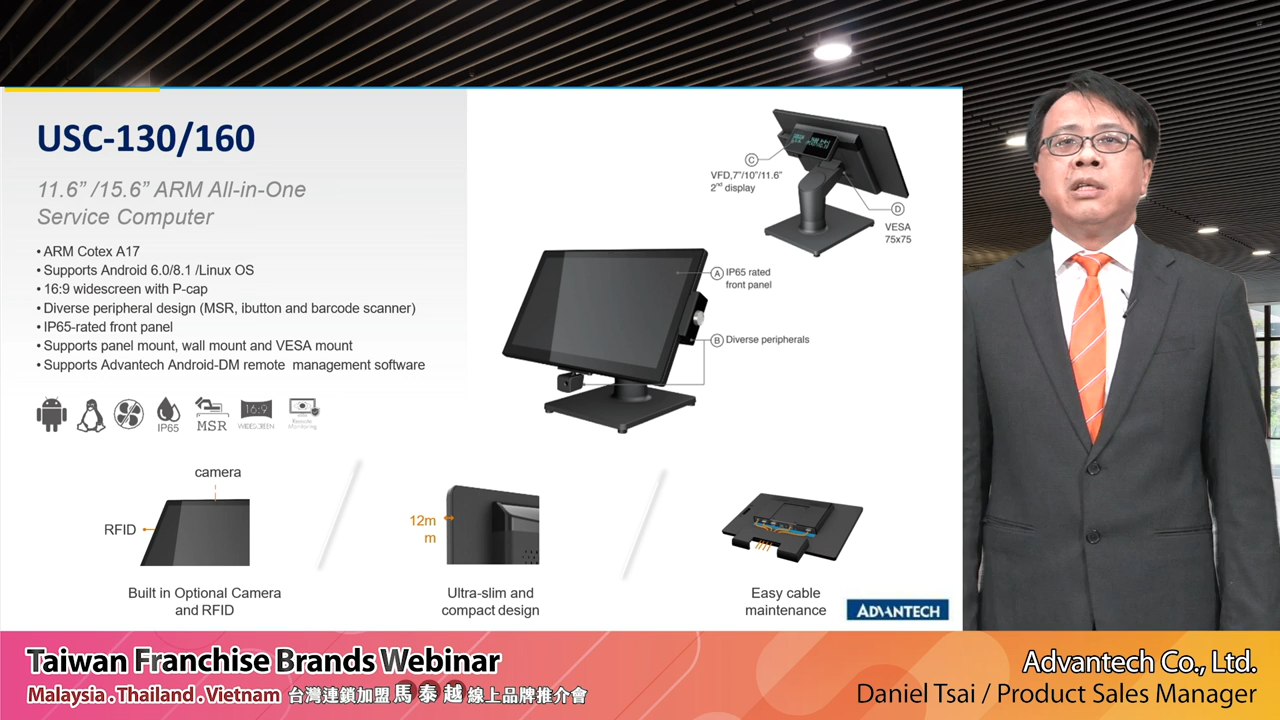 USC-130/160
11.6” /15.6” ARM All-in-One
Service Computer
• ARM Cotex A17
• Supports Android 6.0/8.1 /Linux OS
• 16:9 widescreen with P-cap
• Diverse peripheral design (MSR, ibutton and barcode scanner)
• IP65-rated front panel
• Supports panel mount, wall mount and VESA mount
• Supports Advantech Android-DM remote management software
IP65
MSR
16:9
WIDESCREEN
Remote
Monitoring
C
VFD,7”/10”/11.6”
2nd display
D
VESA
75x75
A IP65 rated
front panel
B Diverse peripherals
camera
RFID
Built in Optional Camera
and RFID
12m
m
Ultra-slim and
compact design
Easy cable
maintenance
ADVANTECH
Taiwan Franchise Brands Webinar
Malaysia . Thailand . Vietnam 台灣連鎖加盟 馬 泰 越 線上品牌推介會
Advantech Co., Ltd.
Daniel Tsai / Product Sales Manager